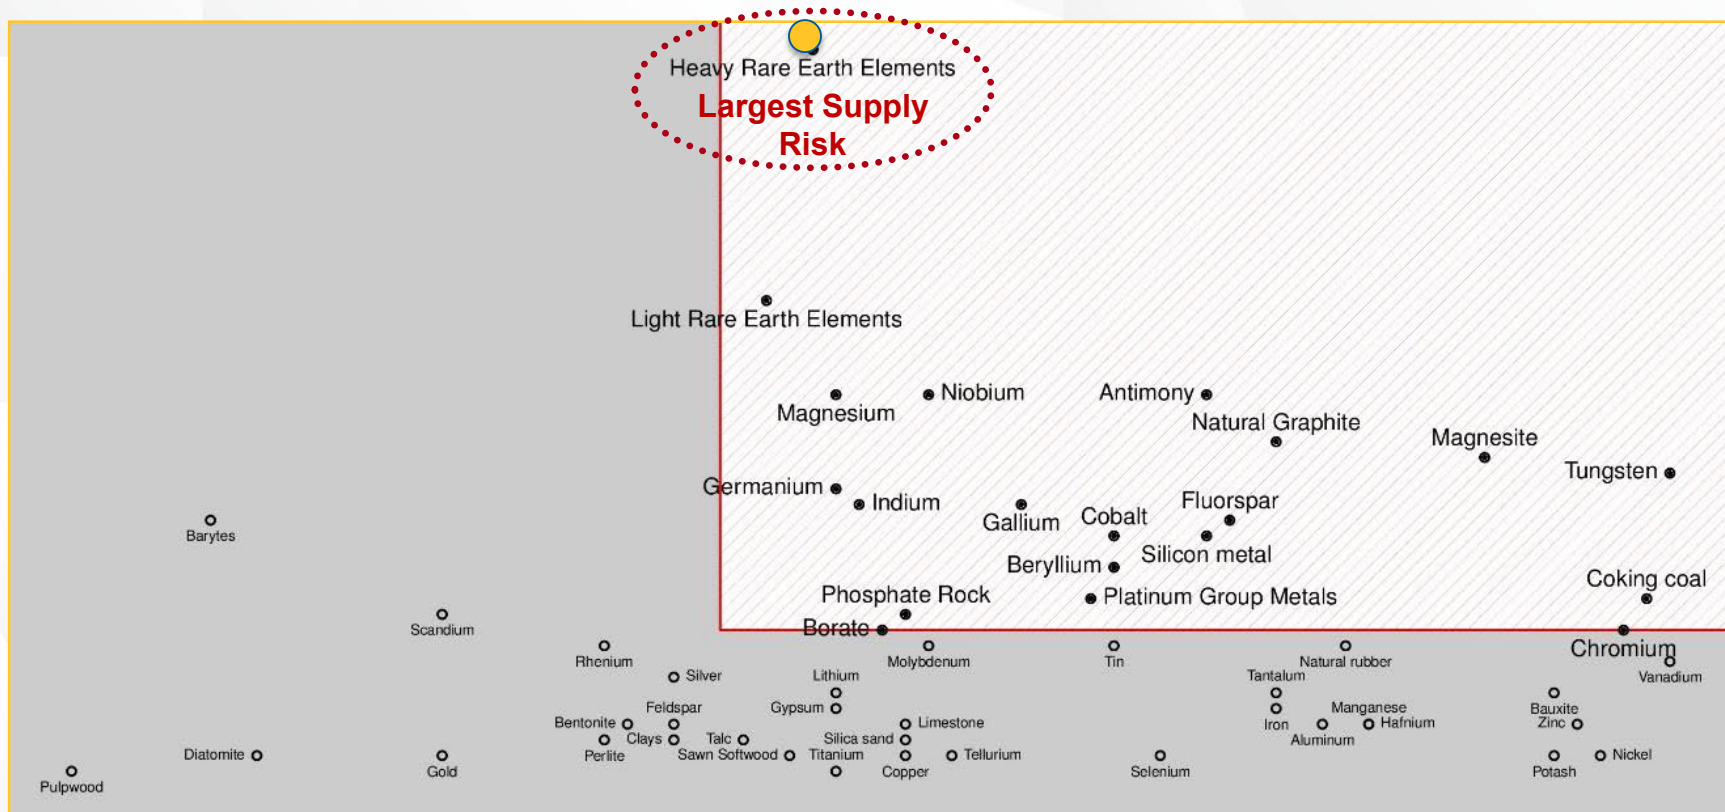 Heavy Rare Earth Elements
Largest Supply
Risk
Light Rare Earth Elements
Niobium
Antimony
Magnesium
Natural Graphite
Magnesite
Tungsten
Germanium
Indium
Fluorspar
Gallium
Cobalt
Barytes
Silicon metal
Beryllium
Coking coal
Phosphate Rock
Platinum Group Metals
Scandium
Borate
Chromium
Rhenium
Molybdenum
Tin
Natural rubber
Silver
Lithium
Tantalum
Vanadium
Feldspar
Gypsum
Manganese
Bauxite
Bentonite
Limestone
Iron
Hafnium
Zinc
Clays
Talc
Silica sand
Aluminum
Diatomite
Perlite
Sawn Softwood
Titanium
Tellurium
Nickel
Gold
Copper
Selenium
Potash
Pulpwood